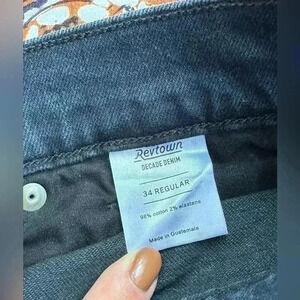 Revtown
DECADE DENIM
34 REGULAR
98% cotton 2% elastane
Made in Guatemala